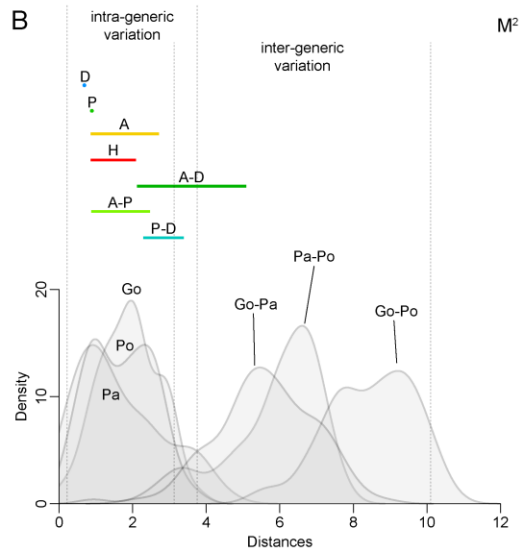 B
intra-generic
variation
inter-generic
variation
M²
D
P
A
H
A-D
A-P
P-D
Pa-Po
Go
Go-Pa
Go-Po
Po
Pa
20
10
0
Density
0 2 4 6 8 10 12
Distances